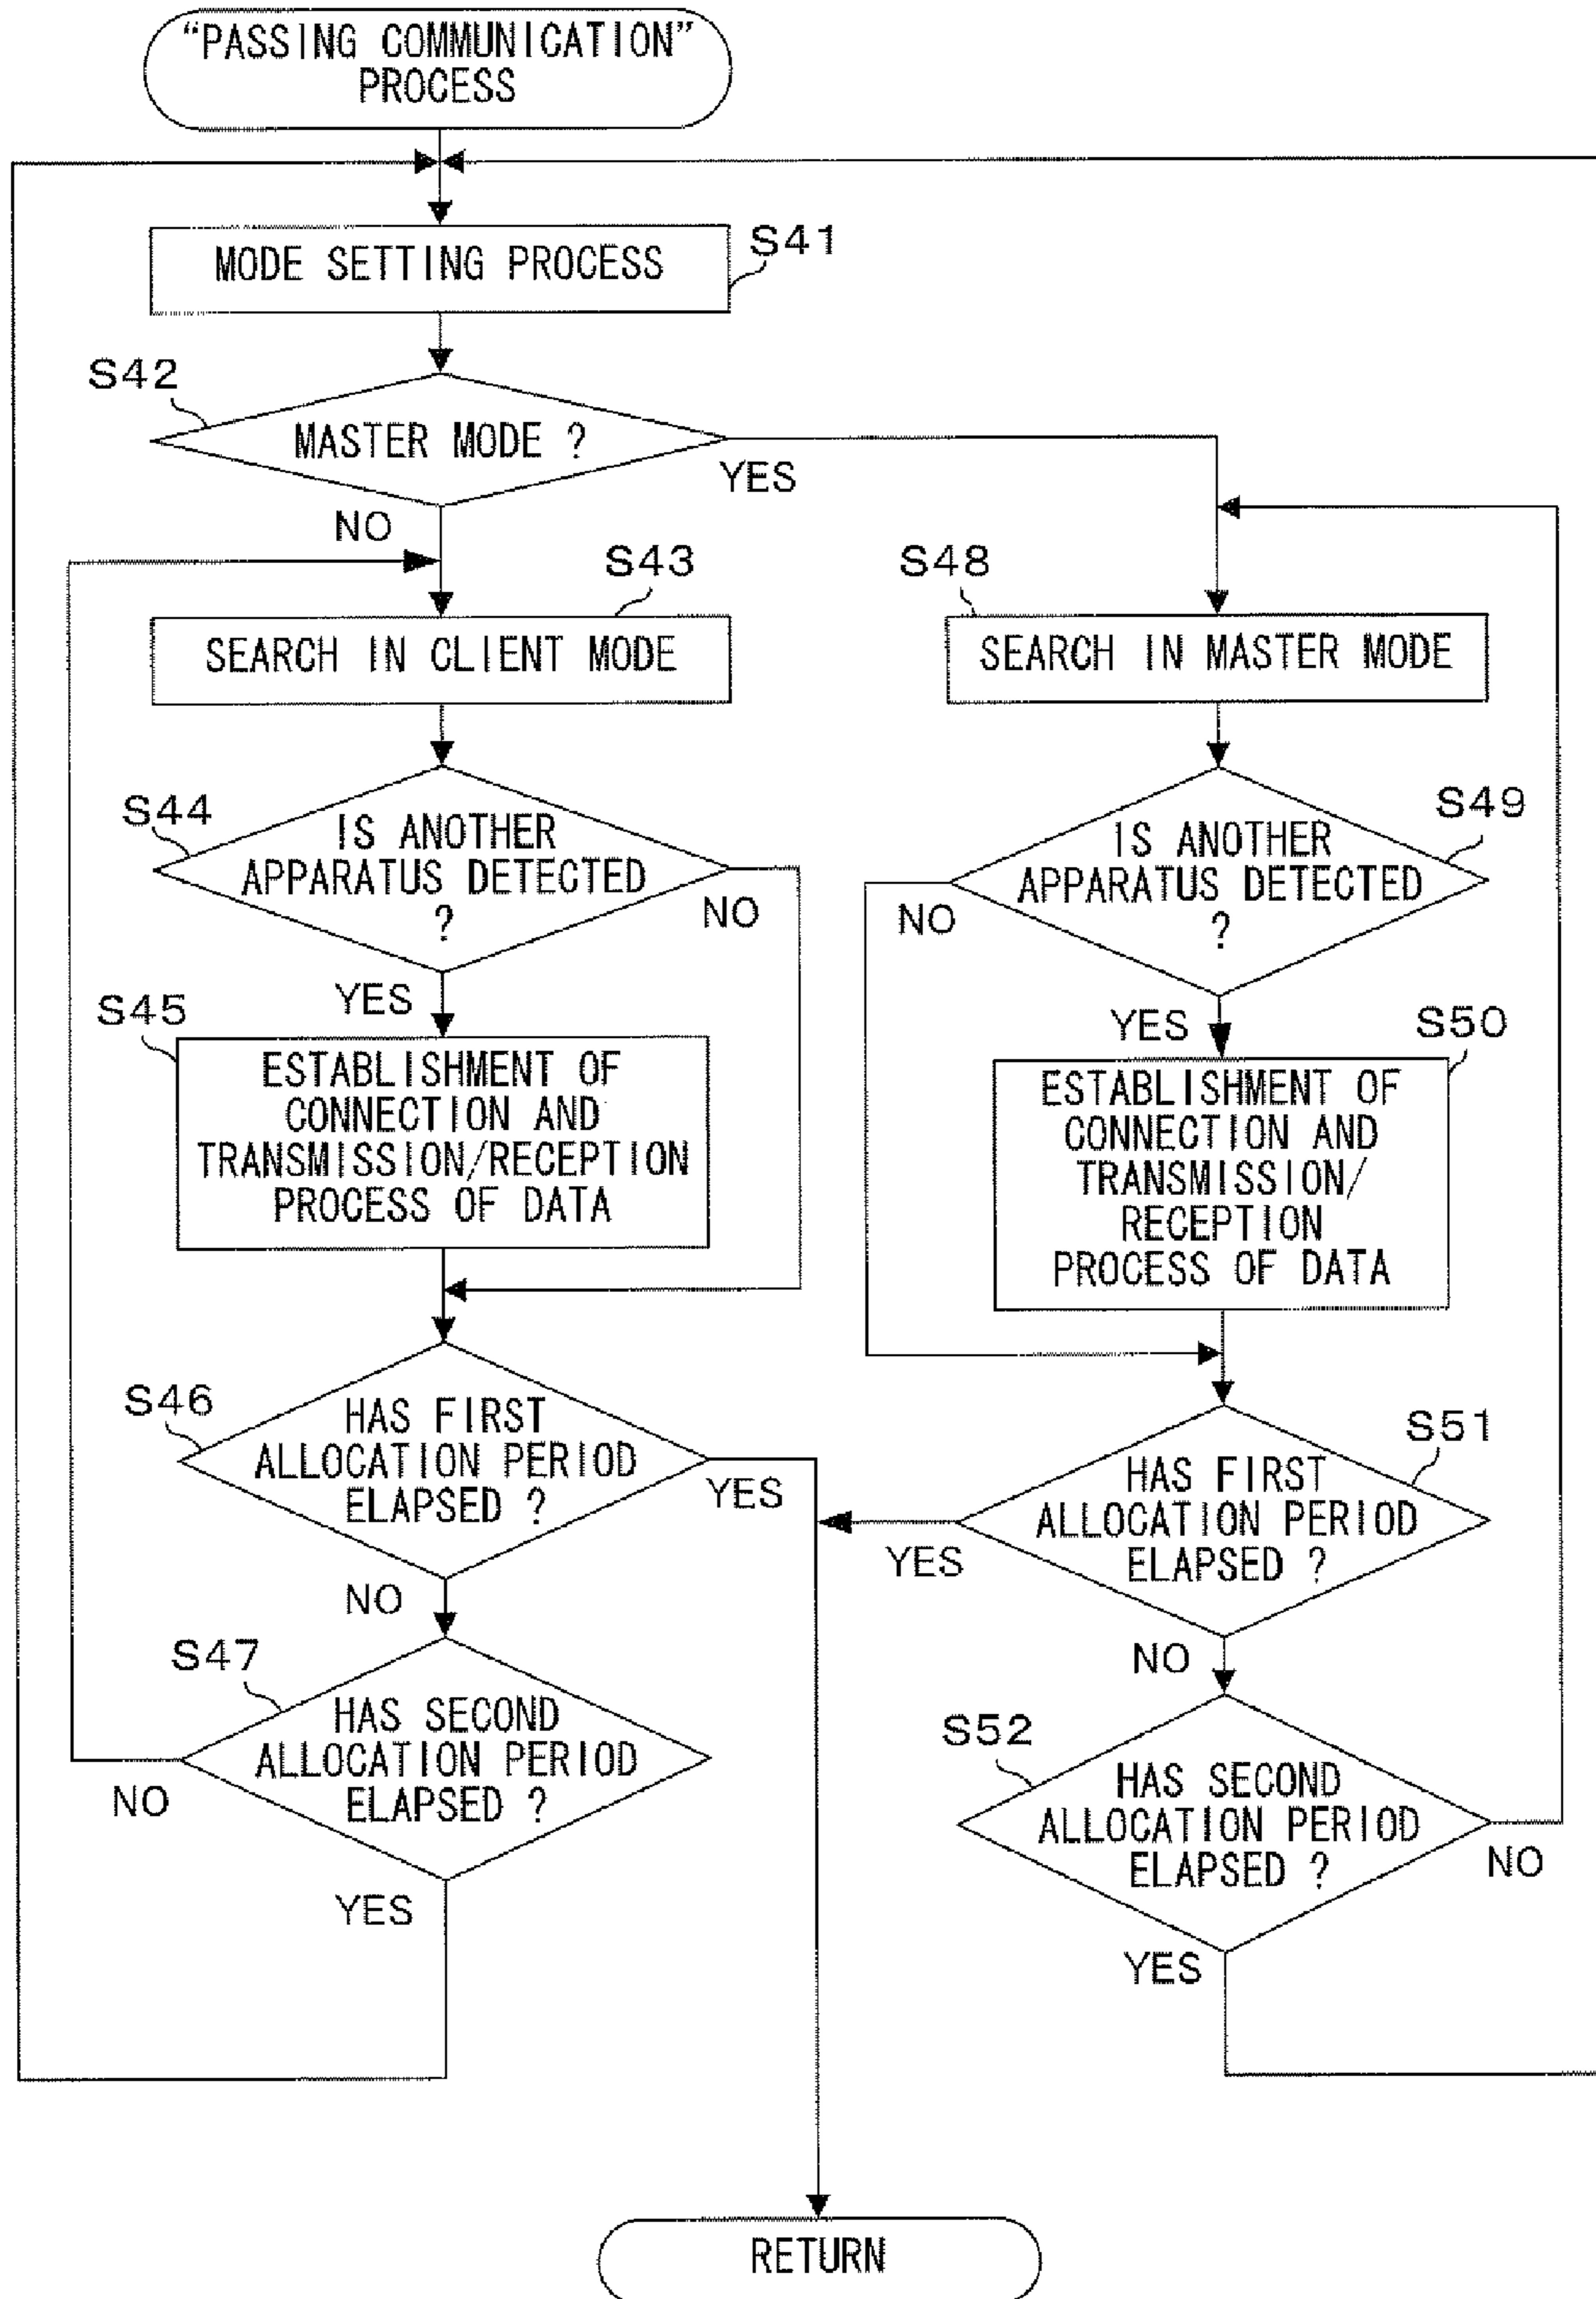 “PASSING COMMUNICATION”
PROCESS
MODE SETTING PROCESS
S41
S42
MASTER MODE ?
YES
NO
S43
SEARCH IN CLIENT MODE
S44
IS ANOTHER
APPARATUS DETECTED
?
NO
YES
S45
ESTABLISHMENT OF
CONNECTION AND
TRANSMISSION/RECEPTION
PROCESS OF DATA
S46
HAS FIRST
ALLOCATION PERIOD
ELAPSED ?
YES
NO
S47
HAS SECOND
ALLOCATION PERIOD
ELAPSED ?
NO
YES
S48
SEARCH IN MASTER MODE
S49
IS ANOTHER
APPARATUS DETECTED
?
NO
YES
S50
ESTABLISHMENT OF
CONNECTION AND
TRANSMISSION/
RECEPTION
PROCESS OF DATA
S51
HAS FIRST
ALLOCATION PERIOD
ELAPSED ?
YES
NO
S52
HAS SECOND
ALLOCATION PERIOD
ELAPSED ?
NO
YES
RETURN